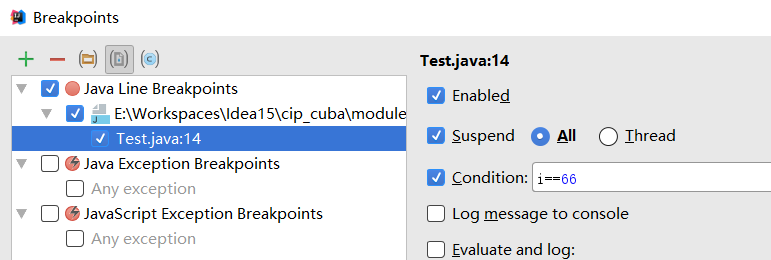 Breakpoints
Java Line Breakpoints
E:\Workspaces\Idea15\cip_cuba\module
Test.java:14
Java Exception Breakpoints
Any exception
JavaScript Exception Breakpoints
Any exception
Test.java:14
Enabled
Suspend All Thread
Condition: i==66
Log message to console
Evaluate and log: